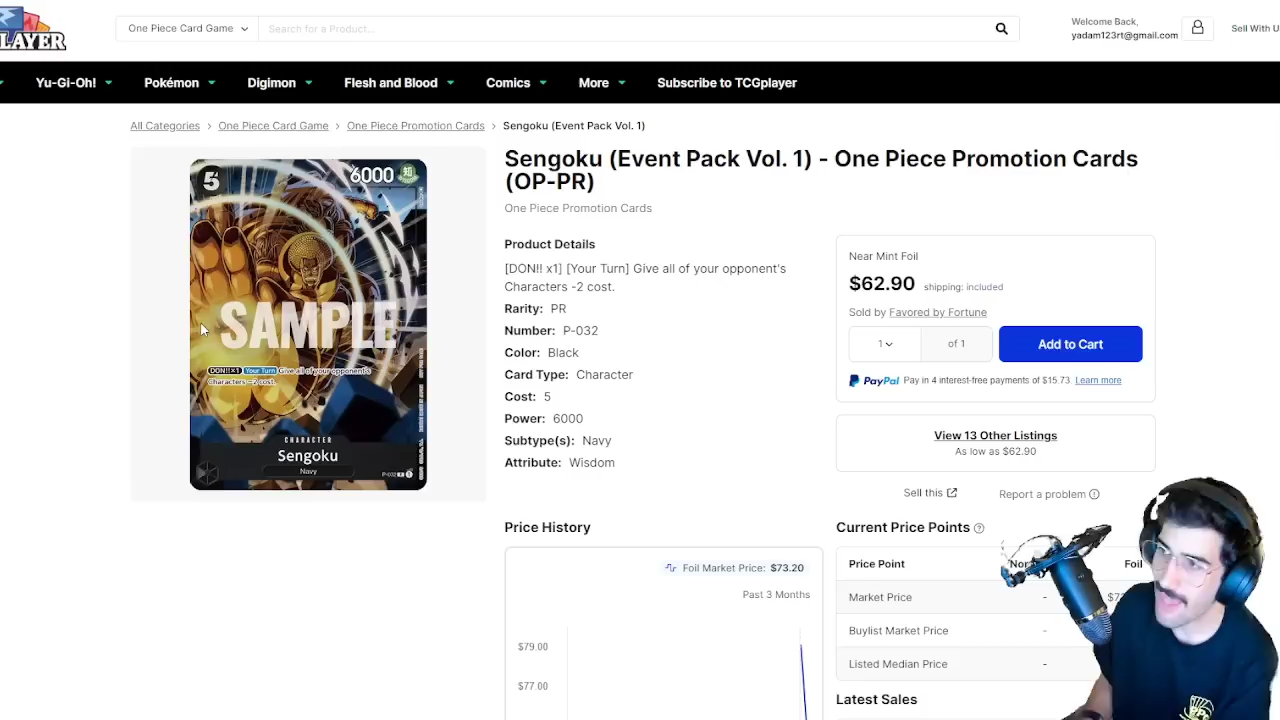 LAYER
One Piece Card Game
Search for a Product...
Welcome Back,
yadam123rt@gmail.com
Sell With U
Yu-Gi-Oh!
Pokémon
Digimon
Flesh and Blood
Comics
More
Subscribe to TCGplayer
All Categories > One Piece Card Game > One Piece Promotion Cards > Sengoku (Event Pack Vol. 1)
5
6000
知
SAMPLE
[DON!!×1] [Your Turn] Give all of your opponent's
Characters −2 cost.
CHARACTER
Sengoku
Navy
P-032
Sengoku (Event Pack Vol. 1) - One Piece Promotion Cards
(OP-PR)
One Piece Promotion Cards
Product Details
[DON!! x1] [Your Turn] Give all of your opponent's
Characters -2 cost.
Rarity: PR
Number: P-032
Color: Black
Card Type: Character
Cost: 5
Power: 6000
Subtype(s): Navy
Attribute: Wisdom
Near Mint Foil
$62.90 shipping: included
Sold by Favored by Fortune
1
of 1
Add to Cart
PayPal Pay in 4 interest-free payments of $15.73. Learn more
View 13 Other Listings
As low as $62.90
Sell this
Report a problem
Price History
Foil Market Price: $73.20
Past 3 Months
$79.00
$77.00
Current Price Points
Price Point
Nor
Foil
Market Price
-
$7
Buylist Market Price
-
Listed Median Price
-
Latest Sales